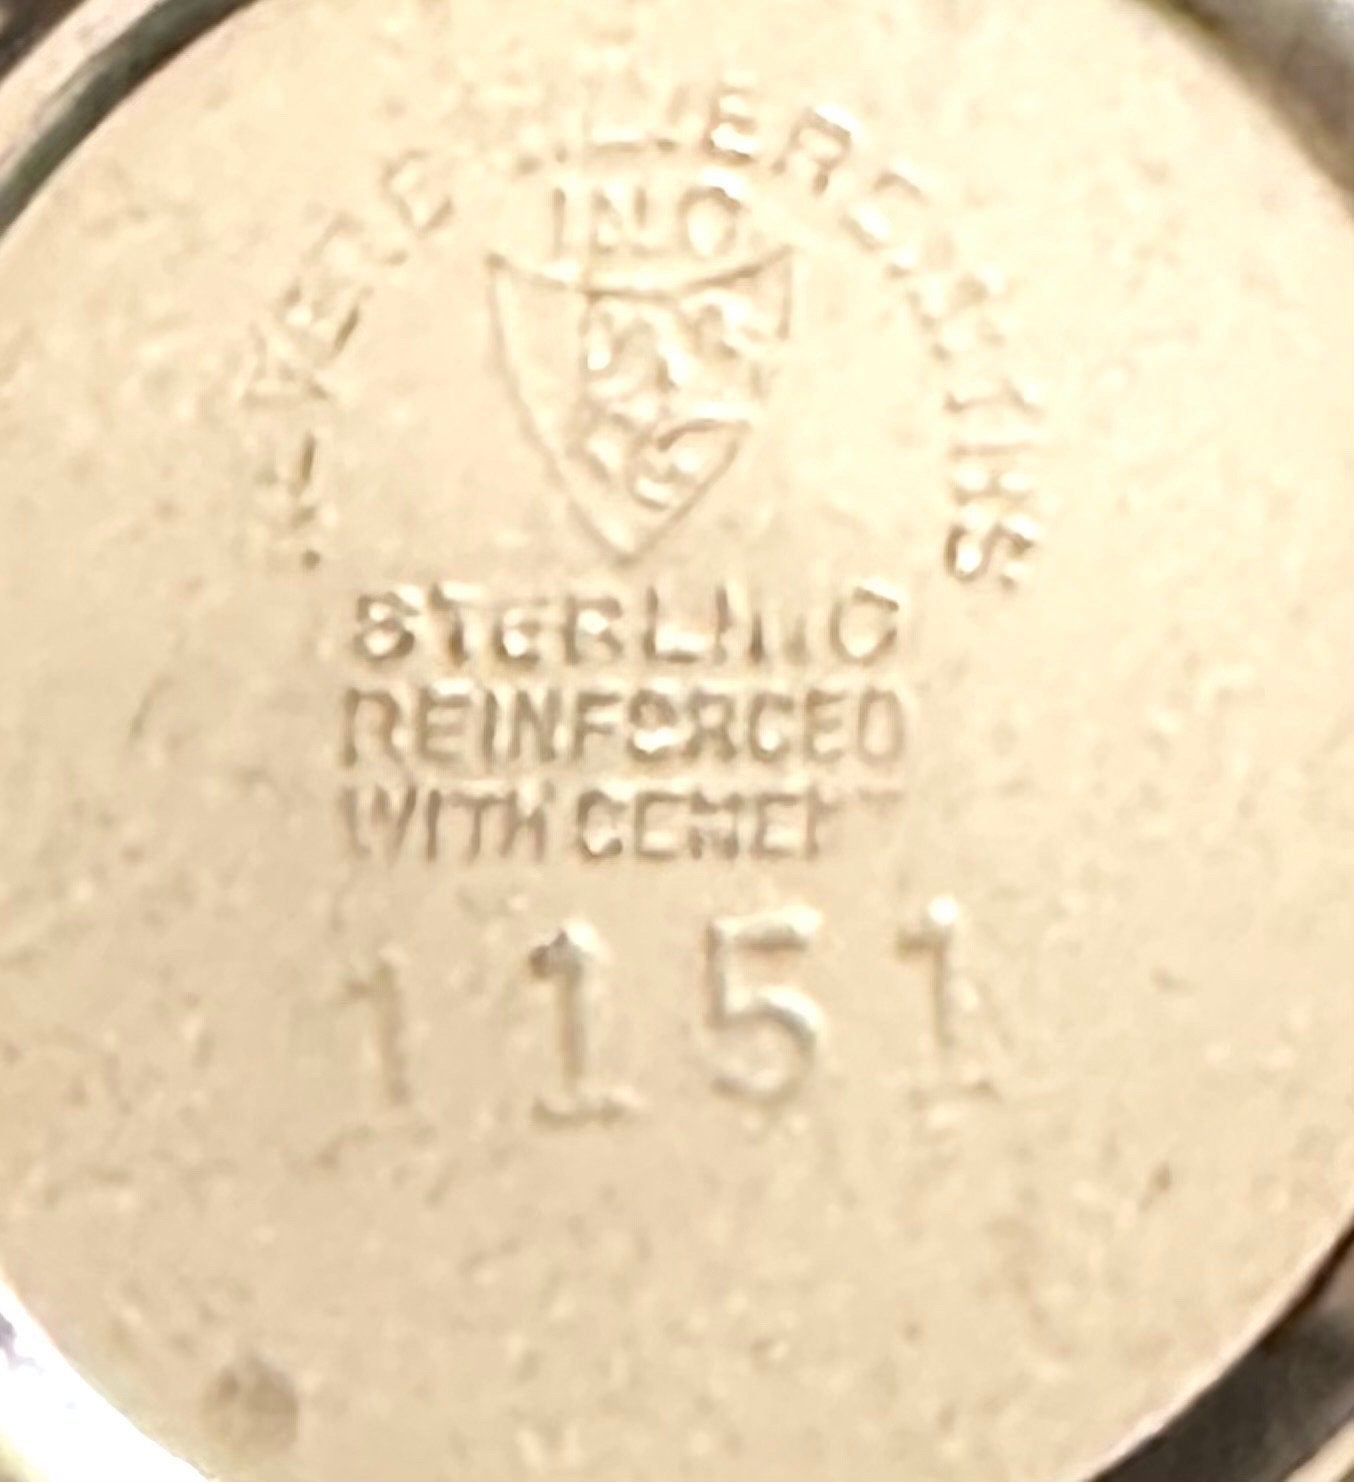 REVERE SILVERSMITHS
INC
STERLING
REINFORCED
WITH CEMENT
1151